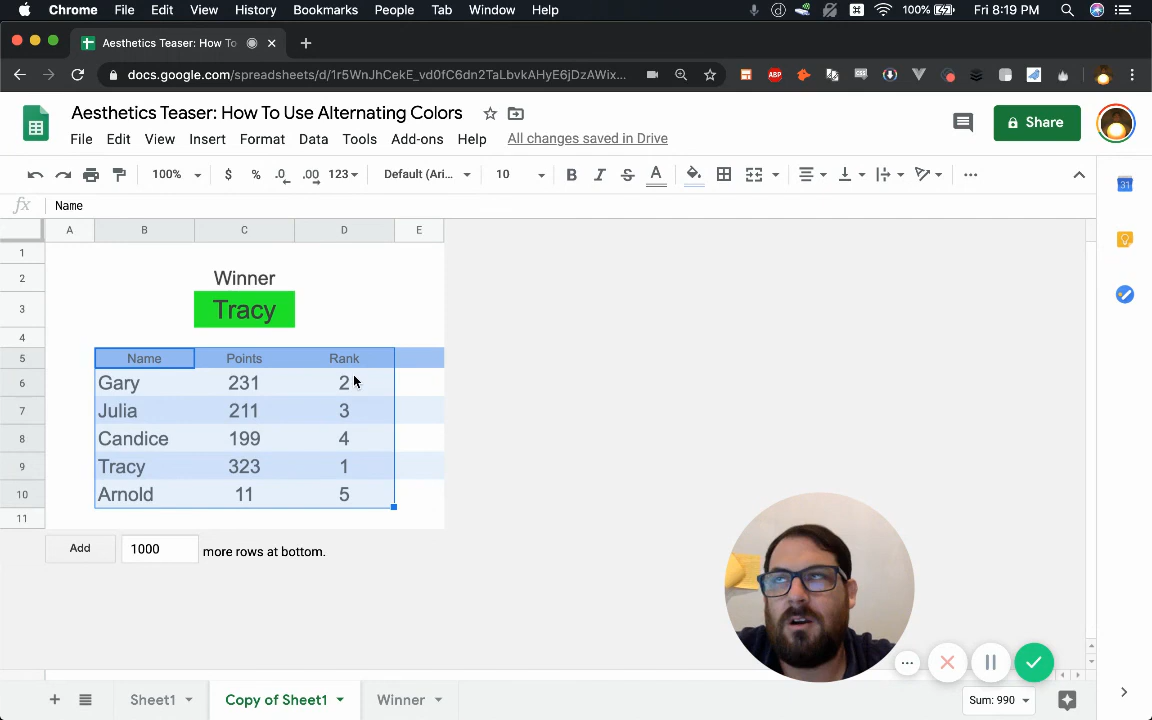 Chrome File Edit View History Bookmarks People Tab Window Help 100% Fri 8:19 PM
Aesthetics Teaser: How To
docs.google.com/spreadsheets/d/1r5WnJhCekE_vd0fC6dn2TaLbvkAHyE6jDzAWix... ABP
Aesthetics Teaser: How To Use Alternating Colors
File Edit View Insert Format Data Tools Add-ons Help All changes saved in Drive
Share
100% $ % .0 .00 123 Default (Ari... 10 B I S A
fx Name
A B C D E
31
1
2 Winner
3 Tracy
4
5 Name Points Rank
6 Gary 231 2
7 Julia 211 3
8 Candice 199 4
9 Tracy 323 1
10 Arnold 11 5
11
Add 1000 more rows at bottom.
Sheet1 Copy of Sheet1 Winner Sum: 990